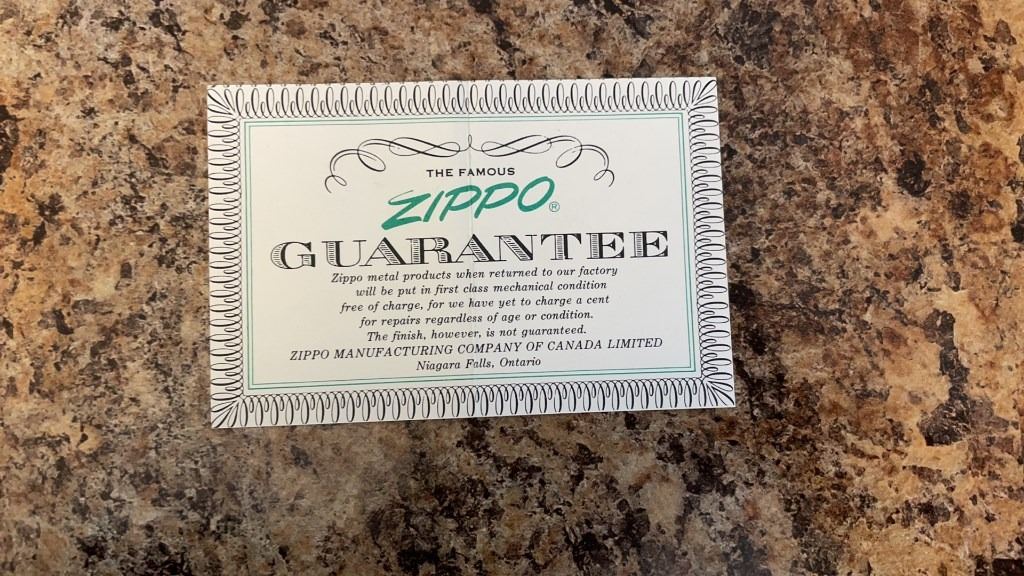 THE FAMOUS
ZIPPO®
GUARANTEE
Zippo metal products when returned to our factory
will be put in first class mechanical condition
free of charge, for we have yet to charge a cent
for repairs regardless of age or condition.
The finish, however, is not guaranteed.
ZIPPO MANUFACTURING COMPANY OF CANADA LIMITED
Niagara Falls, Ontario